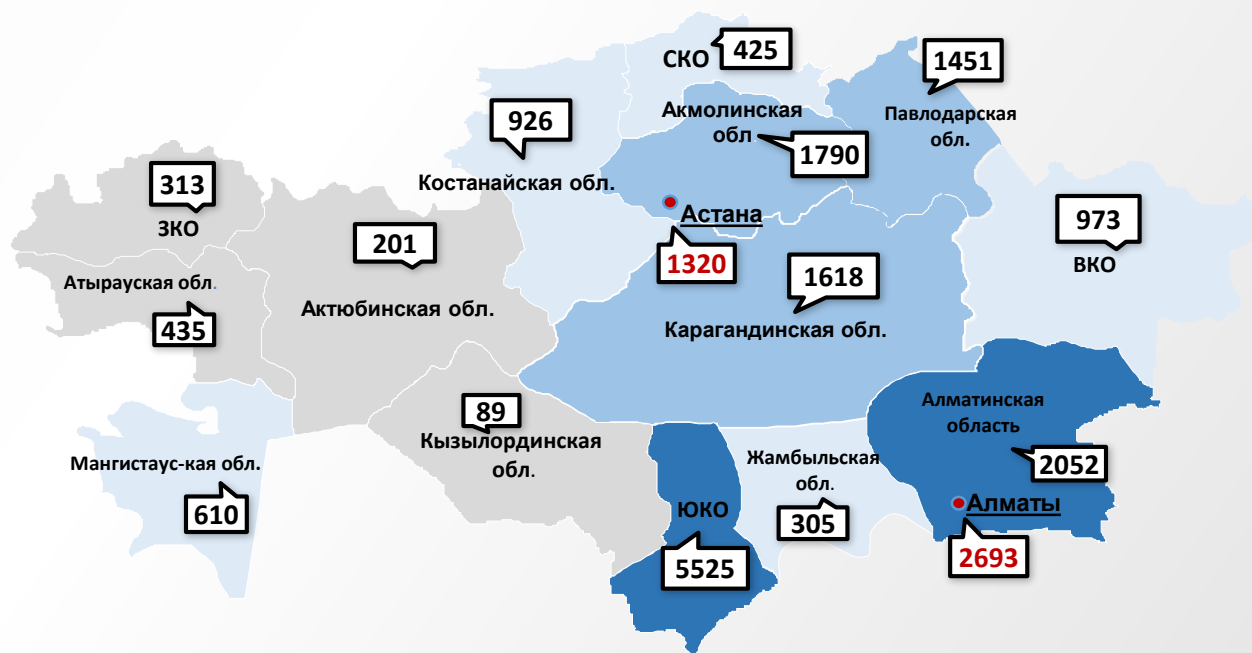 СКО
425
1451
Акмолинская
обл
1790
Павлодарская
обл.
926
Костанайская обл.
313
ЗКО
201
Актюбинская обл.
Астана
1320
973
ВКО
Атырауская обл.
435
1618
Карагандинская обл.
89
Кызылординская
обл.
Алматинская
область
2052
Алматы
2693
Мангистаус-кая обл.
610
ЮКО
5525
Жамбыльская
обл.
305